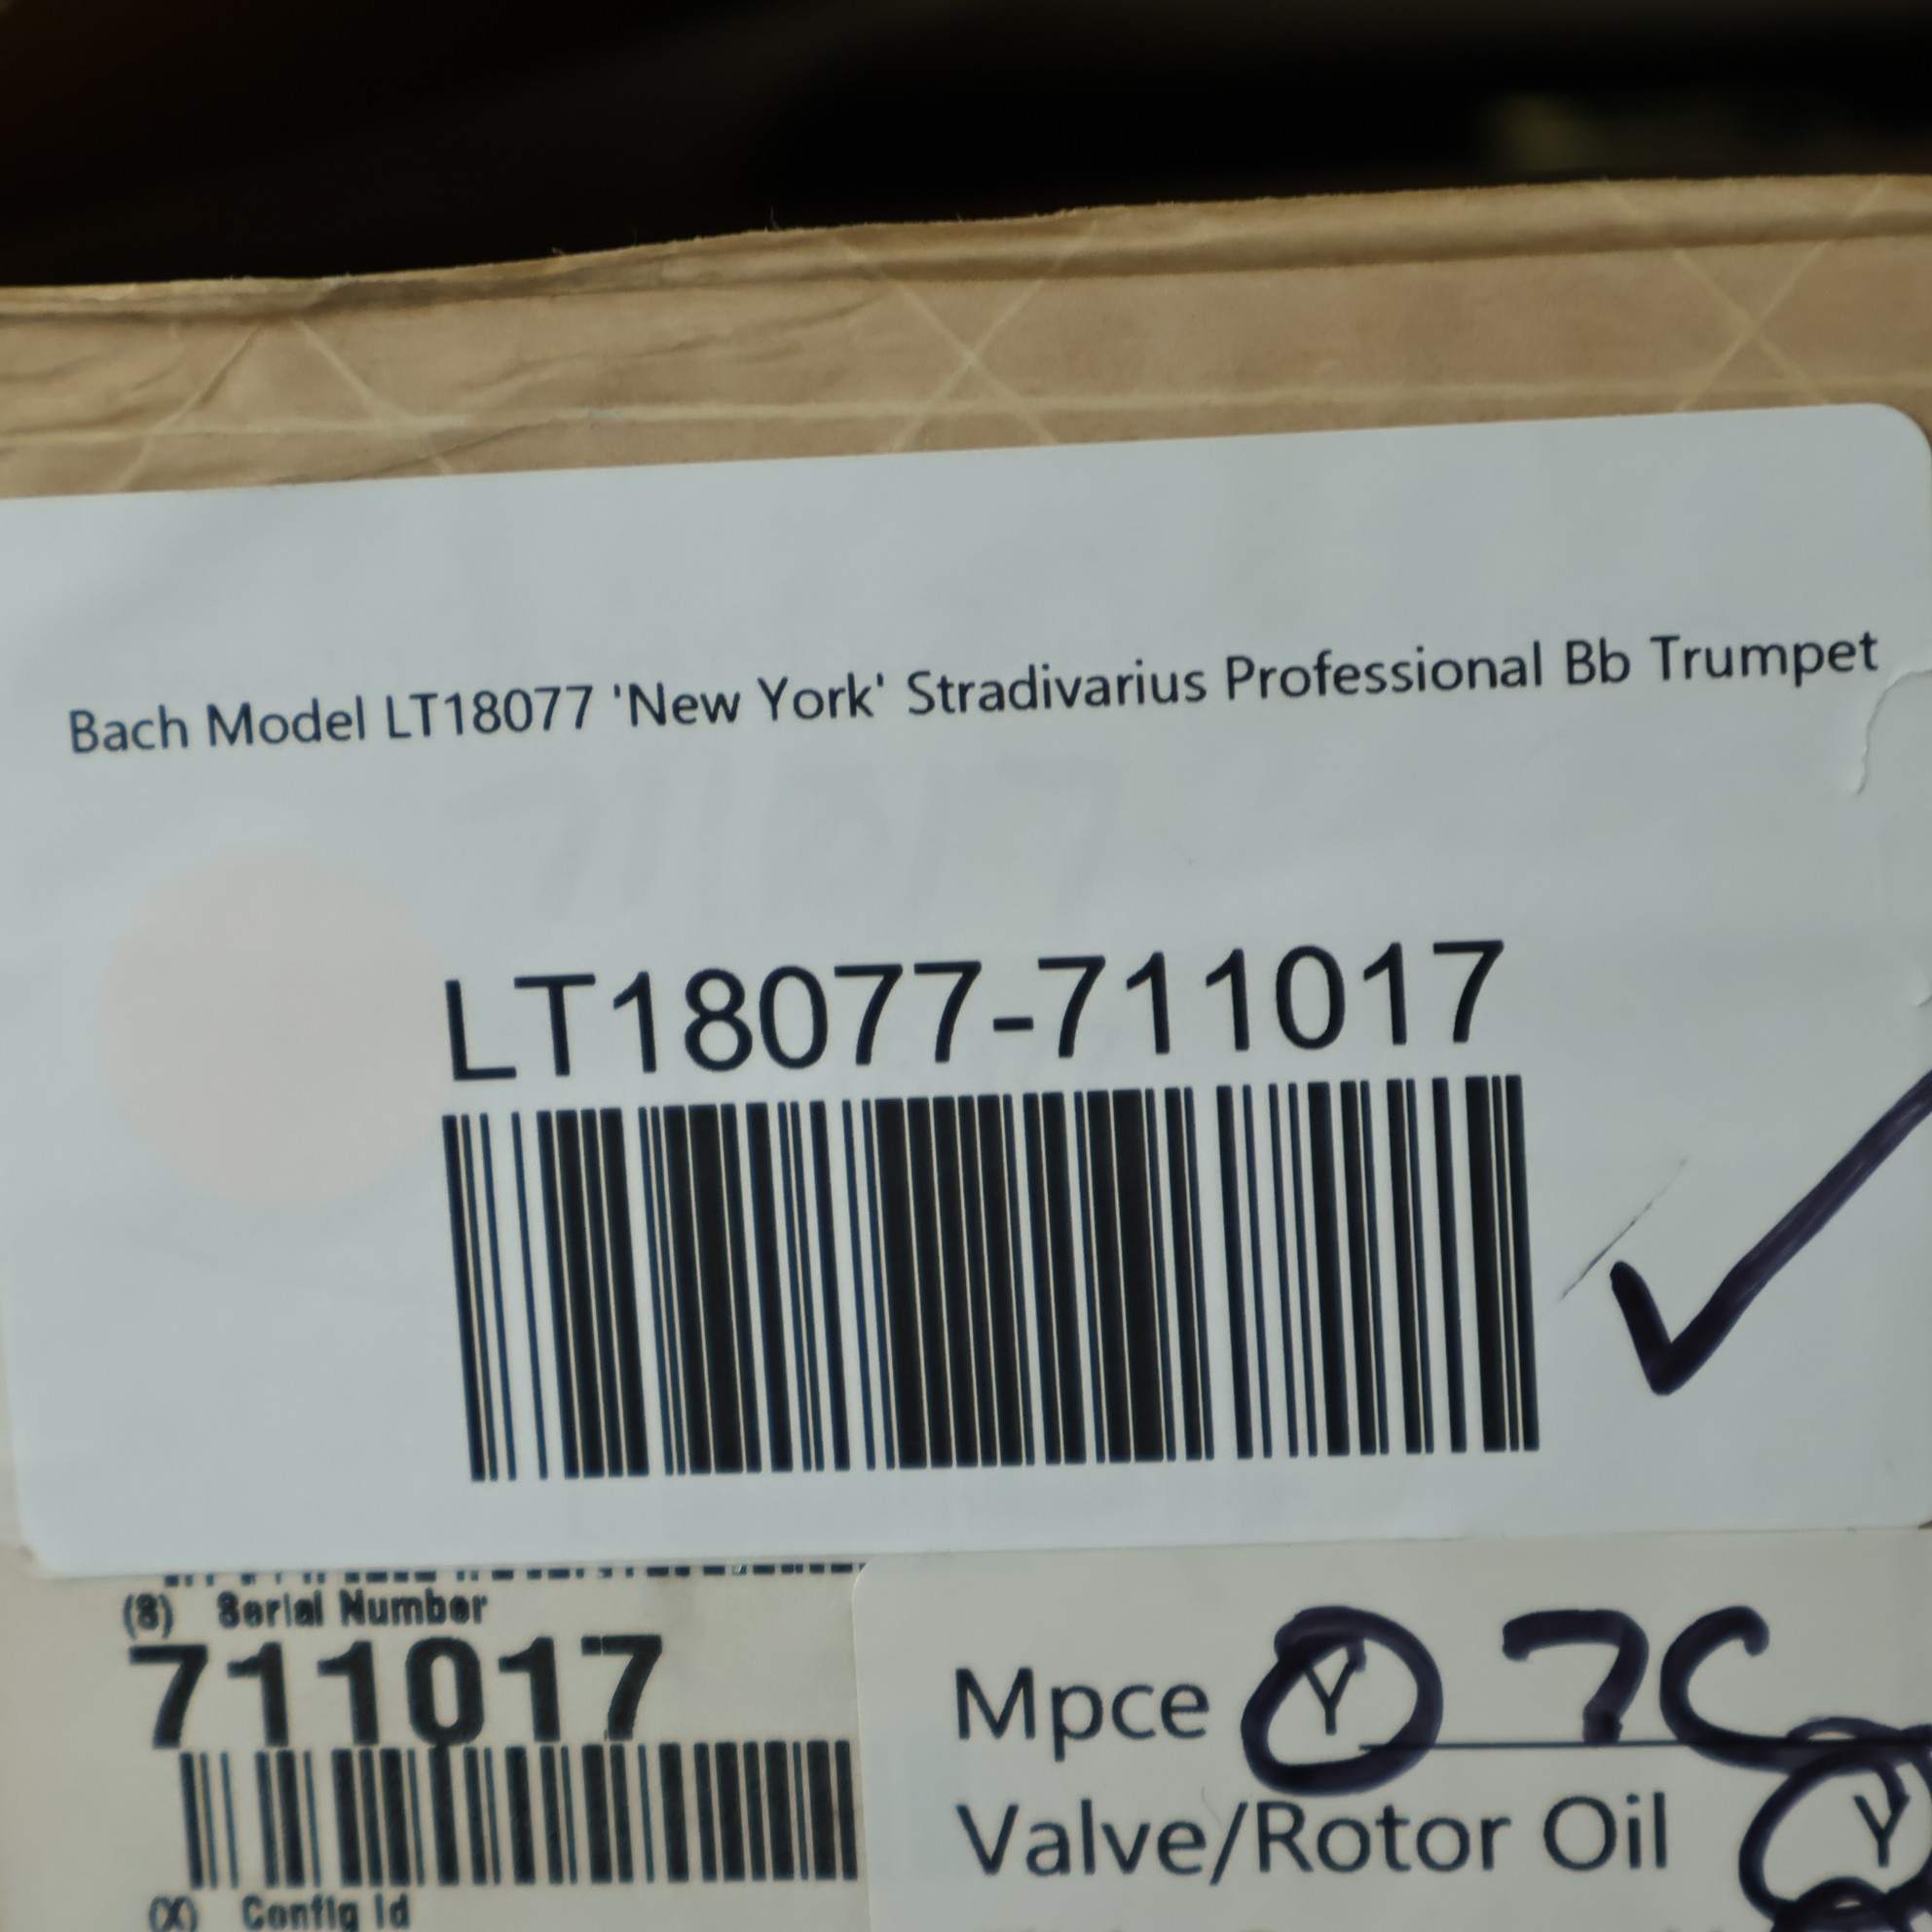 Bach Model LT18077 'New York' Stradivarius Professional Bb Trumpet
LT18077-711017
(S) Serial Number
711017
(X) Config Id
Mpce Y 7C
Valve/Rotor Oil Y